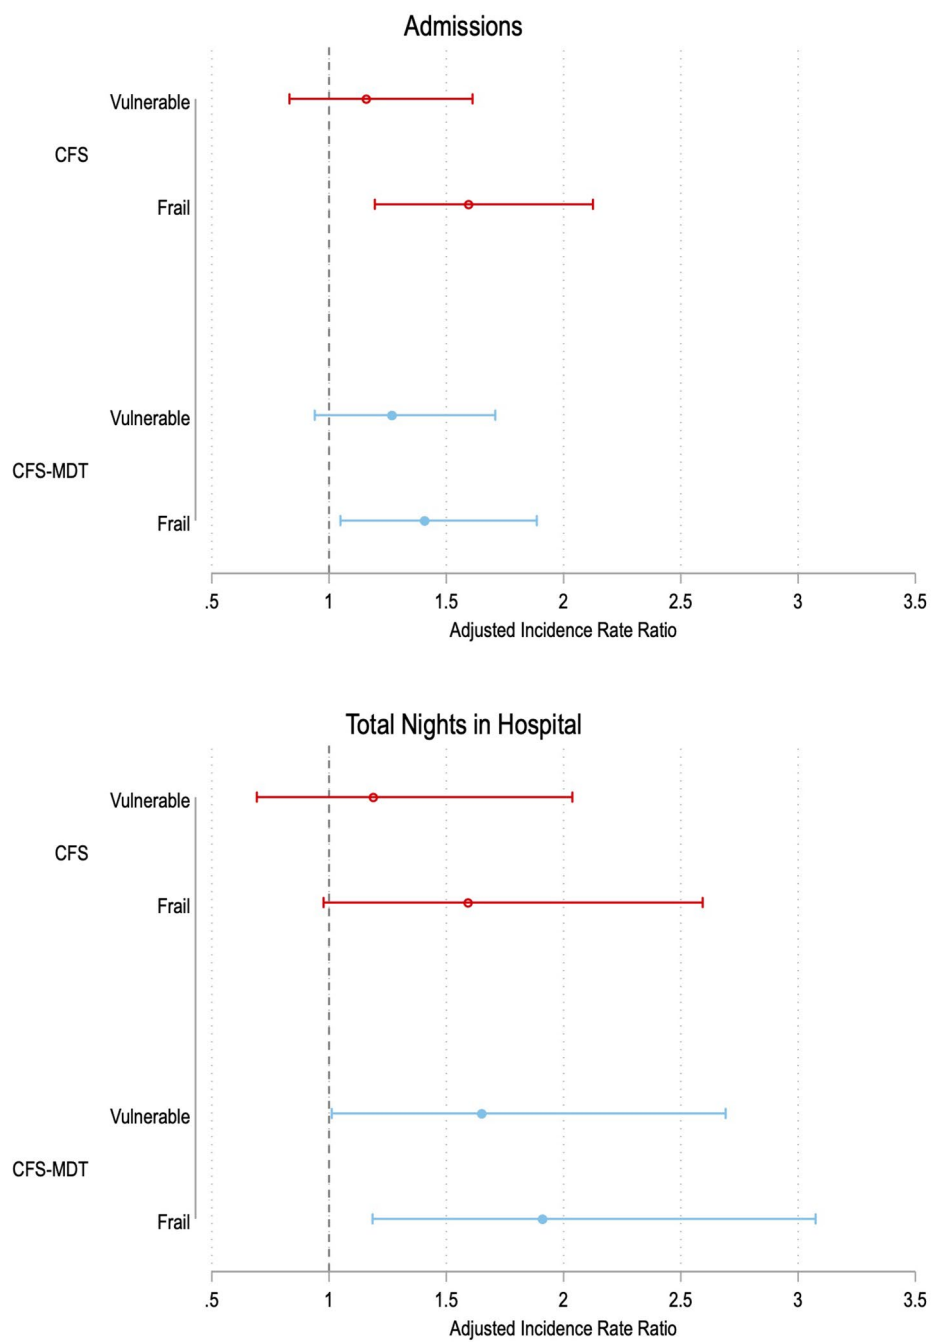 Admissions
Vulnerable
CFS
Frail
Vulnerable
CFS-MDT
Frail
.5 1 1.5 2 2.5 3 3.5
Adjusted Incidence Rate Ratio
Total Nights in Hospital
Vulnerable
CFS
Frail
Vulnerable
CFS-MDT
Frail
.5 1 1.5 2 2.5 3 3.5
Adjusted Incidence Rate Ratio